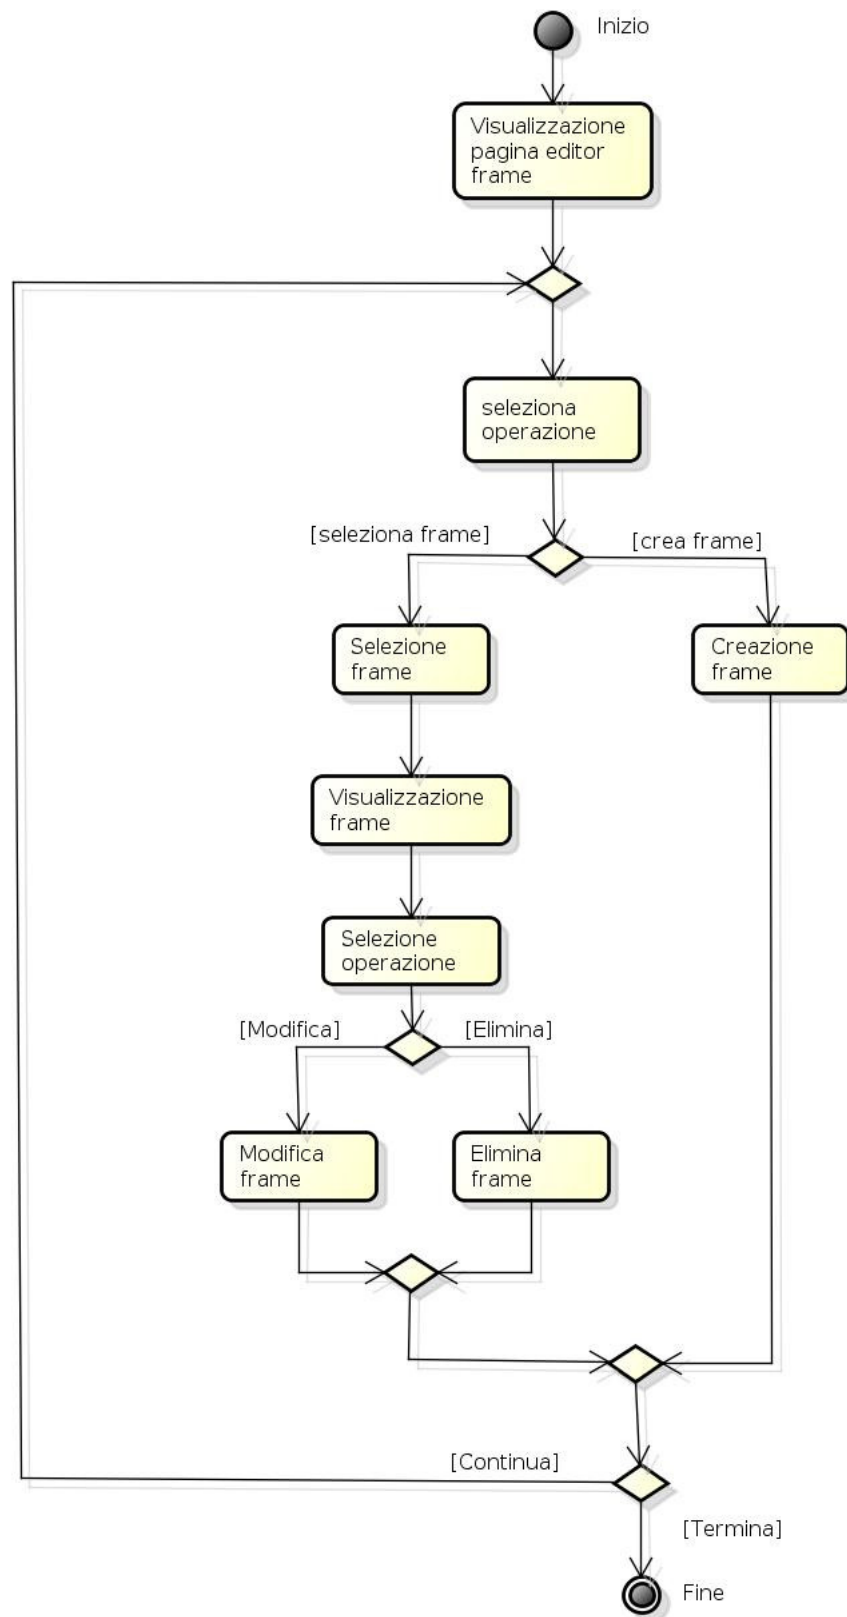 Inizio
Visualizzazione
pagina editor
frame
seleziona
operazione
[seleziona frame]
[crea frame]
Selezione
frame
Creazione
frame
Visualizzazione
frame
Selezione
operazione
[Modifica]
[Elimina]
Modifica
frame
Elimina
frame
[Continua]
[Termina]
Fine